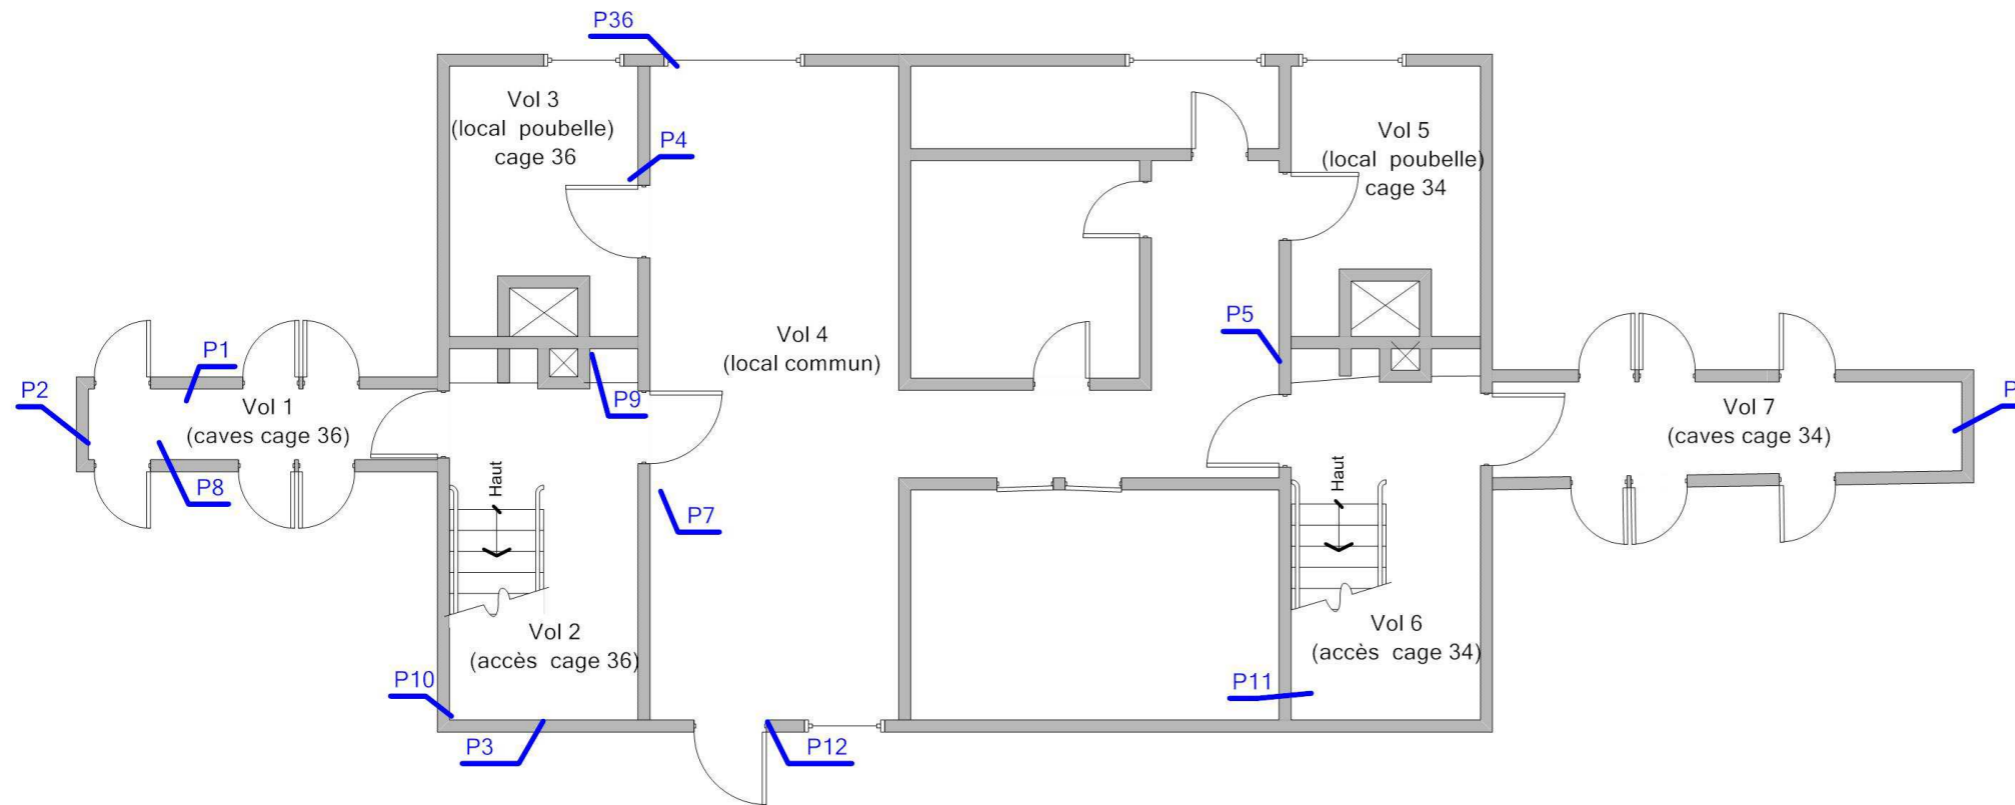 P36
Vol 3
(local poubelle)
cage 36
P4
Vol 5
(local poubelle)
cage 34
P5
P1
P2
Vol 1
(caves cage 36)
P8
P9
Vol 4
(local commun)
Vol 7
(caves cage 34)
P
Haut
P7
Haut
Vol 2
(accès cage 36)
Vol 6
(accès cage 34)
P10
P11
P3
P12